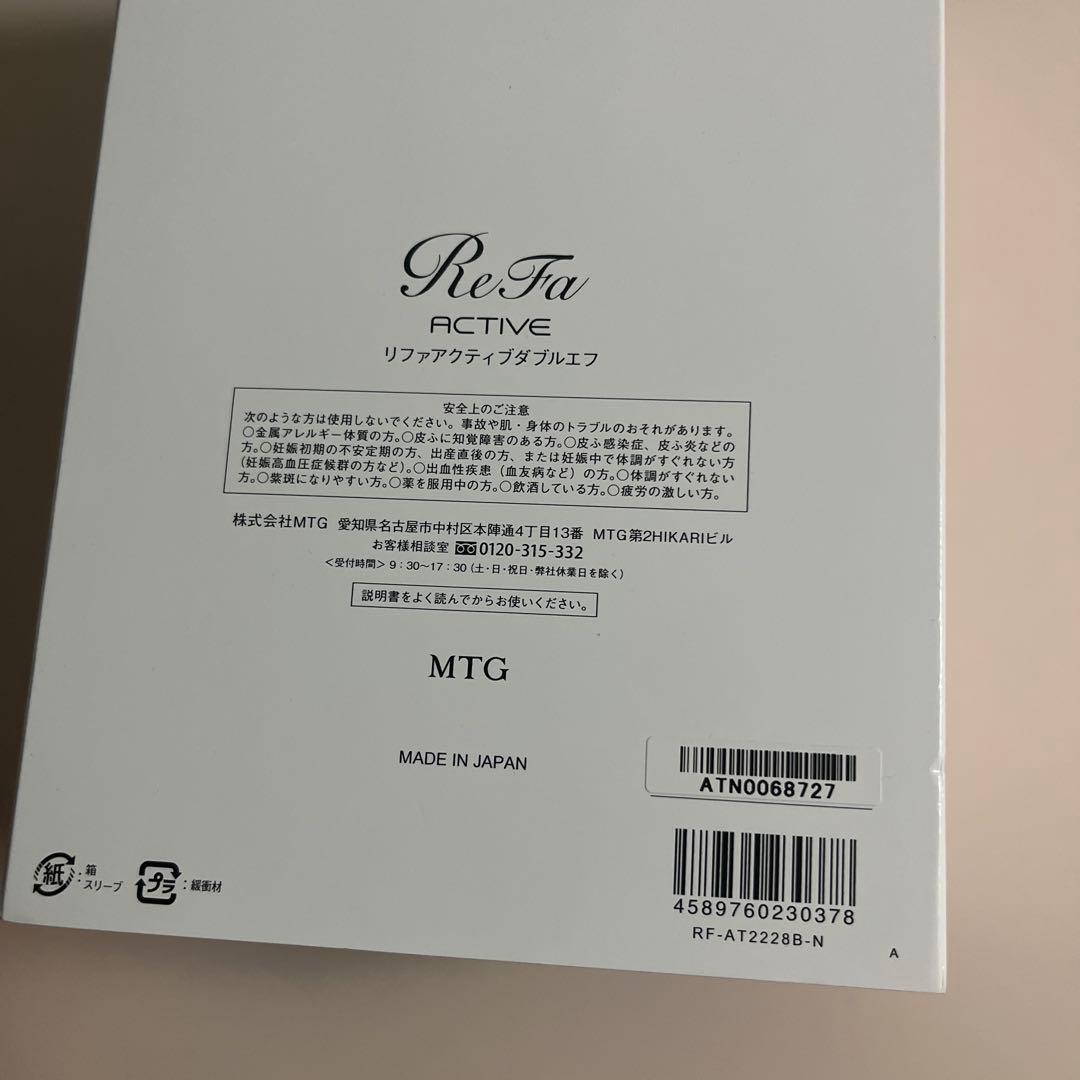 ReFa
ACTIVE
リファアクティブダブルエフ
安全上のご注意
次のような方は使用しないでください。事故や肌・身体のトラブルのおそれがあります。
○金属アレルギー体質の方。○皮ふに知覚障害のある方。○皮ふ感染症、皮ふ炎などの
方。○妊娠初期の不安定期の方、出産直後の方、または妊娠中で体調がすぐれない方
(妊娠高血圧症候群の方など)。○出血性疾患（血友病など）の方。○体調がすぐれない
方。○紫斑になりやすい方。○薬を服用中の方。○飲酒している方。○疲労の激しい方。
株式会社MTG 愛知県名古屋市中村区本陣通4丁目13番 MTG第2HIKARIビル
お客様相談室 0120-315-332
＜受付時間＞9：30〜17：30（土・日・祝日・弊社休業日を除く）
説明書をよく読んでからお使いください。
MTG
MADE IN JAPAN
ATN0068727
4589760230378
RF-AT2228B-N
A
紙：箱
スリーブ
プラ：緩衝材